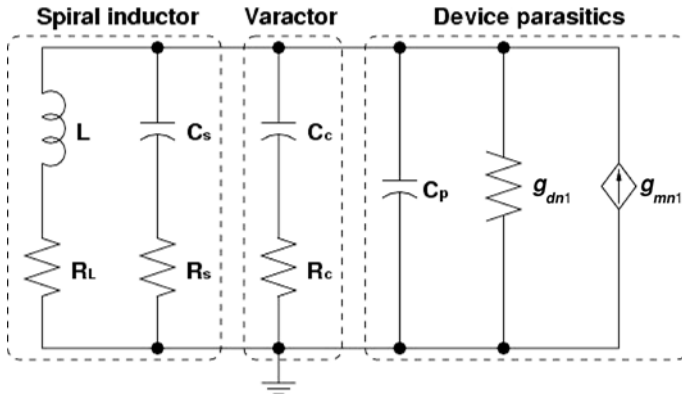 Spiral inductor Varactor Device parasitics
L Cs Cc Cp gdn1 gmn1
RL Rs Rc